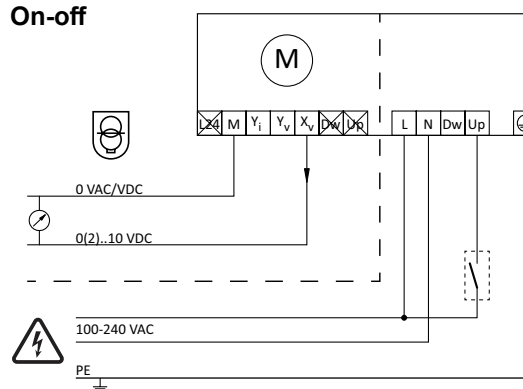 On-off
M
L24 M Yi Yv Xv Dw Up L N Dw Up
0 VAC/VDC
0(2)..10 VDC
100-240 VAC
PE